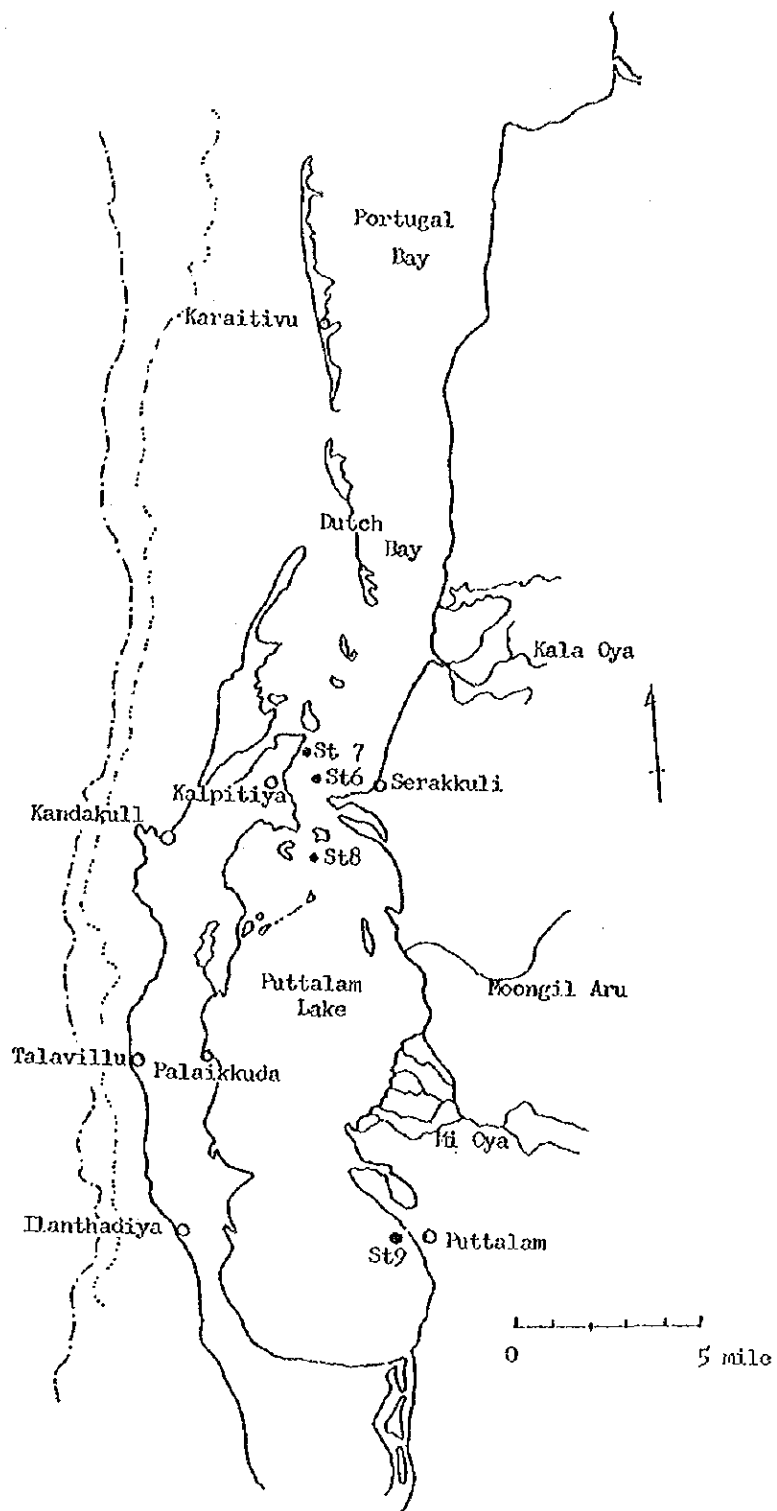 Portugal
Bay
Karaitivu
Dutch
Bay
Kala Oya
St 7
St6
Kalpitiya
Serakkuli
Kandakull
St8
Moongil Aru
Puttalam
Lake
Talavillu
Palaikkuda
Mi Oya
Ilanthadiya
St9
Puttalam
0
5 mile